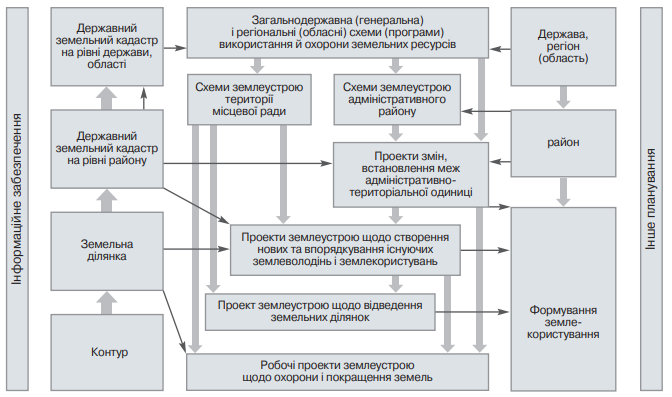 Інформаційне забезпечення
Державний
земельний кадастр
на рівні держави,
області
Державний
земельний кадастр
на рівні району
Земельна
ділянка
Контур
Загальнодержавна (генеральна)
і регіональні (обласні) схеми (програми)
використання й охорони земельних ресурсів
Схеми землеустрою
території
місцевої ради
Схеми землеустрою
адміністративного
району
Проекти змін,
встановлення меж
адміністративно-
територіальної одиниці
Проекти землеустрою щодо створення
нових та впорядкування існуючих
землеволодінь і землекористувань
Проект землеустрою щодо відведення
земельних ділянок
Робочі проекти землеустрою
щодо охорони і покращення земель
Держава,
регіон
(область)
район
Формування
земле-
користування
Інше планування